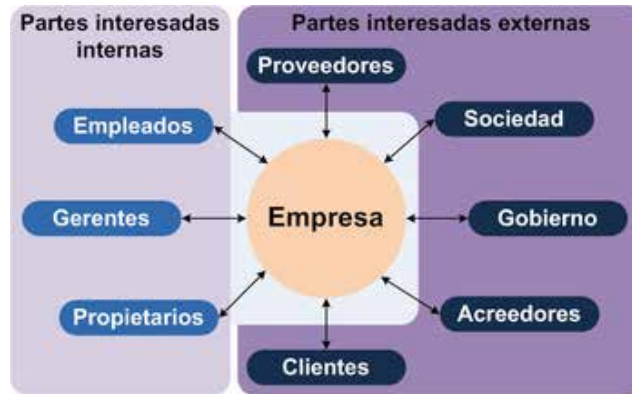 Partes interesadas
internas
Partes interesadas externas
Proveedores
Empleados
Sociedad
Gerentes
Empresa
Gobierno
Propietarios
Acreedores
Clientes